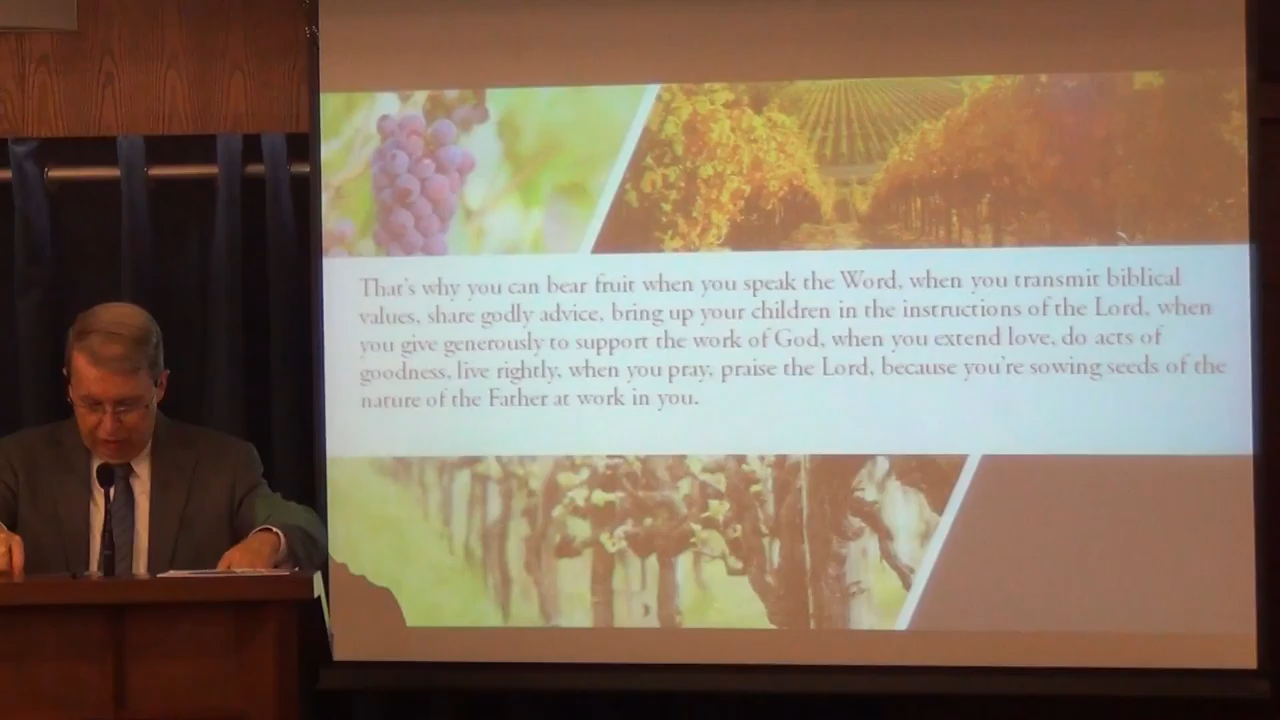 That's why you can bear fruit when you speak the Word, when you transmit biblical
values, share godly advice, bring up your children in the instructions of the Lord, when
you give generously to support the work of God, when you extend love, do acts of
goodness, live rightly, when you pray, praise the Lord, because you're sowing seeds of the
nature of the Father at work in you.